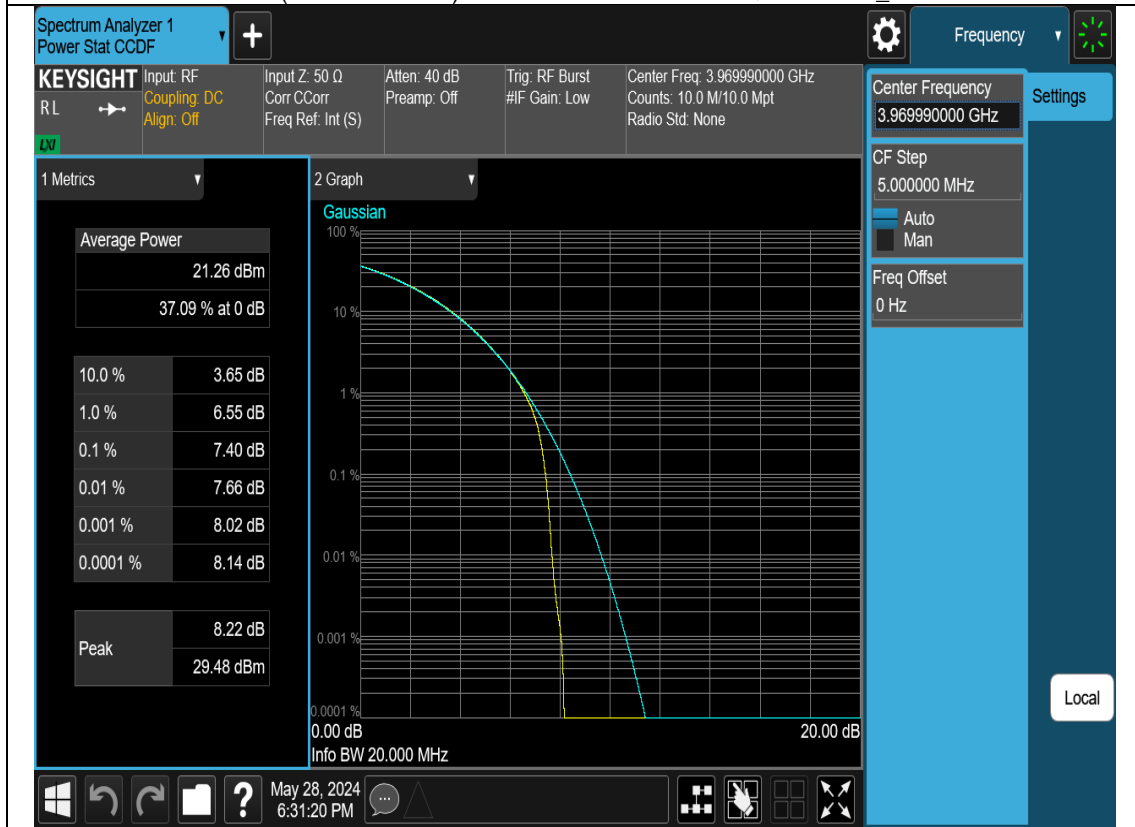 Spectrum Analyzer 1
Power Stat CCDF
Frequency
KEYSIGHT
R L
LXI
Input: RF
Coupling: DC
Align: Off
Input Z: 50 Ω
Corr CCorr
Freq Ref: Int (S)
Atten: 40 dB
Preamp: Off
Trig: RF Burst
#IF Gain: Low
Center Freq: 3.969990000 GHz
Counts: 10.0 M/10.0 Mpt
Radio Std: None
Center Frequency
3.969990000 GHz
Settings
CF Step
5.000000 MHz
Auto
Man
Freq Offset
0 Hz
Local
1 Metrics
Average Power
21.26 dBm
37.09 % at 0 dB
10.0 % 3.65 dB
1.0 % 6.55 dB
0.1 % 7.40 dB
0.01 % 7.66 dB
0.001 % 8.02 dB
0.0001 % 8.14 dB
Peak
8.22 dB
29.48 dBm
2 Graph
Gaussian
100 %
10 %
1 %
0.1 %
0.01 %
0.001 %
0.0001 %
0.00 dB 20.00 dB
Info BW 20.000 MHz
May 28, 2024
6:31:20 PM